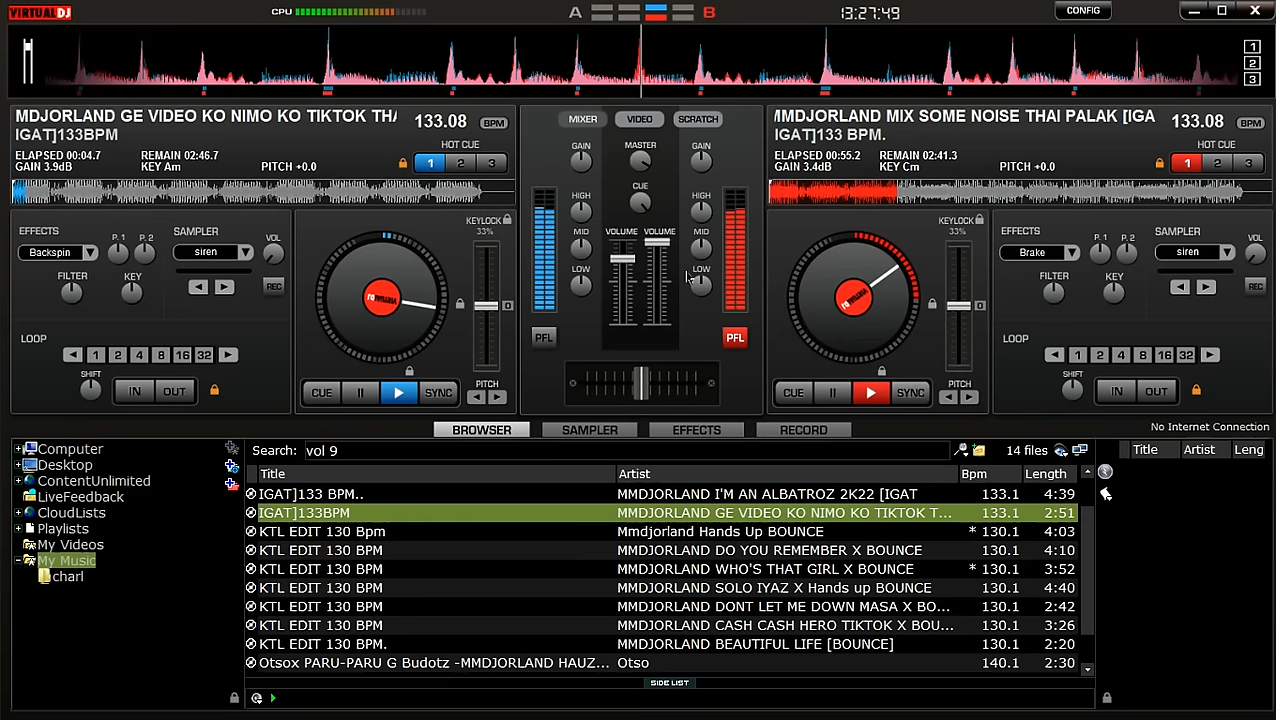 VIRTUALDJ
CPU
A
B
13:27:49
CONFIG
1
2
3
MDJORLAND GE VIDEO KO NIMO KO TIKTOK THA
IGAT]133BPM
133.08 BPM
ELAPSED 00:04.7 REMAIN 02:46.7
GAIN 3.9dB KEY Am PITCH +0.0
HOT CUE
1 2 3
MIXER VIDEO SCRATCH
GAIN MASTER GAIN
HIGH CUE HIGH
MID VOLUME VOLUME MID
LOW LOW
PFL PFL
MMDJORLAND MIX SOME NOISE THAI PALAK [IGA
IGAT]133 BPM.
133.08 BPM
ELAPSED 00:55.2 REMAIN 02:41.3
GAIN 3.4dB KEY Cm PITCH +0.0
HOT CUE
1 2 3
EFFECTS P.1 P.2 SAMPLER VOL
Backspin siren
FILTER KEY REC
LOOP
1 2 4 8 16 32
SHIFT IN OUT
KEYLOCK
33%
0
CUE SYNC PITCH
KEYLOCK
33%
0
CUE SYNC PITCH
EFFECTS P.1 P.2 SAMPLER VOL
Brake siren
FILTER KEY REC
LOOP
1 2 4 8 16 32
SHIFT IN OUT
BROWSER SAMPLER EFFECTS RECORD
No Internet Connection
Computer
Desktop
ContentUnlimited
LiveFeedback
CloudLists
Playlists
My Videos
My Music
charl
Search: vol 9 14 files
Title Artist Bpm Length
IGAT]133 BPM.. MMDJORLAND I'M AN ALBATROZ 2K22 [IGAT 133.1 4:39
IGAT]133BPM MMDJORLAND GE VIDEO KO NIMO KO TIKTOK T... 133.1 2:51
KTL EDIT 130 Bpm Mmdjorland Hands Up BOUNCE * 130.1 4:03
KTL EDIT 130 BPM MMDJORLAND DO YOU REMEMBER X BOUNCE 130.1 4:10
KTL EDIT 130 BPM MMDJORLAND WHO'S THAT GIRL X BOUNCE * 130.1 3:52
KTL EDIT 130 BPM MMDJORLAND SOLO IYAZ X Hands up BOUNCE 130.1 4:40
KTL EDIT 130 BPM MMDJORLAND DONT LET ME DOWN MASA X BO... 130.1 2:42
KTL EDIT 130 BPM MMDJORLAND CASH CASH HERO TIKTOK X BOUN... 130.1 3:26
KTL EDIT 130 BPM. MMDJORLAND BEAUTIFUL LIFE [BOUNCE] 130.1 2:20
Otsox PARU-PARU G Budotz -MMDJORLAND HAUZ... Otso 140.1 2:30
SIDE LIST
Title Artist Leng